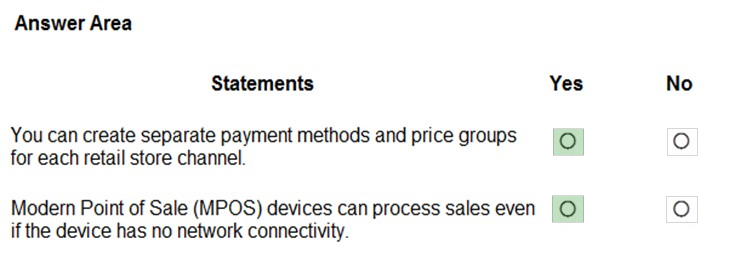 Answer Area
Statements Yes No
You can create separate payment methods and price groups
for each retail store channel.
Modern Point of Sale (MPOS) devices can process sales even
if the device has no network connectivity.